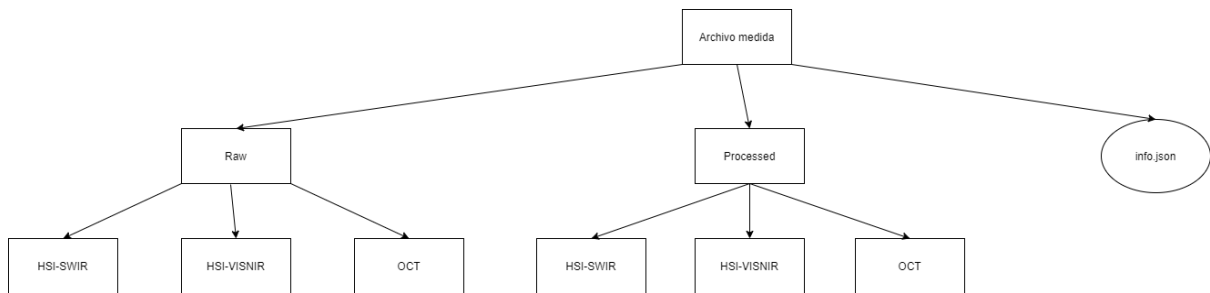 Archivo medida
Raw
Processed
info.json
HSI-SWIR
HSI-VISNIR
OCT
HSI-SWIR
HSI-VISNIR
OCT